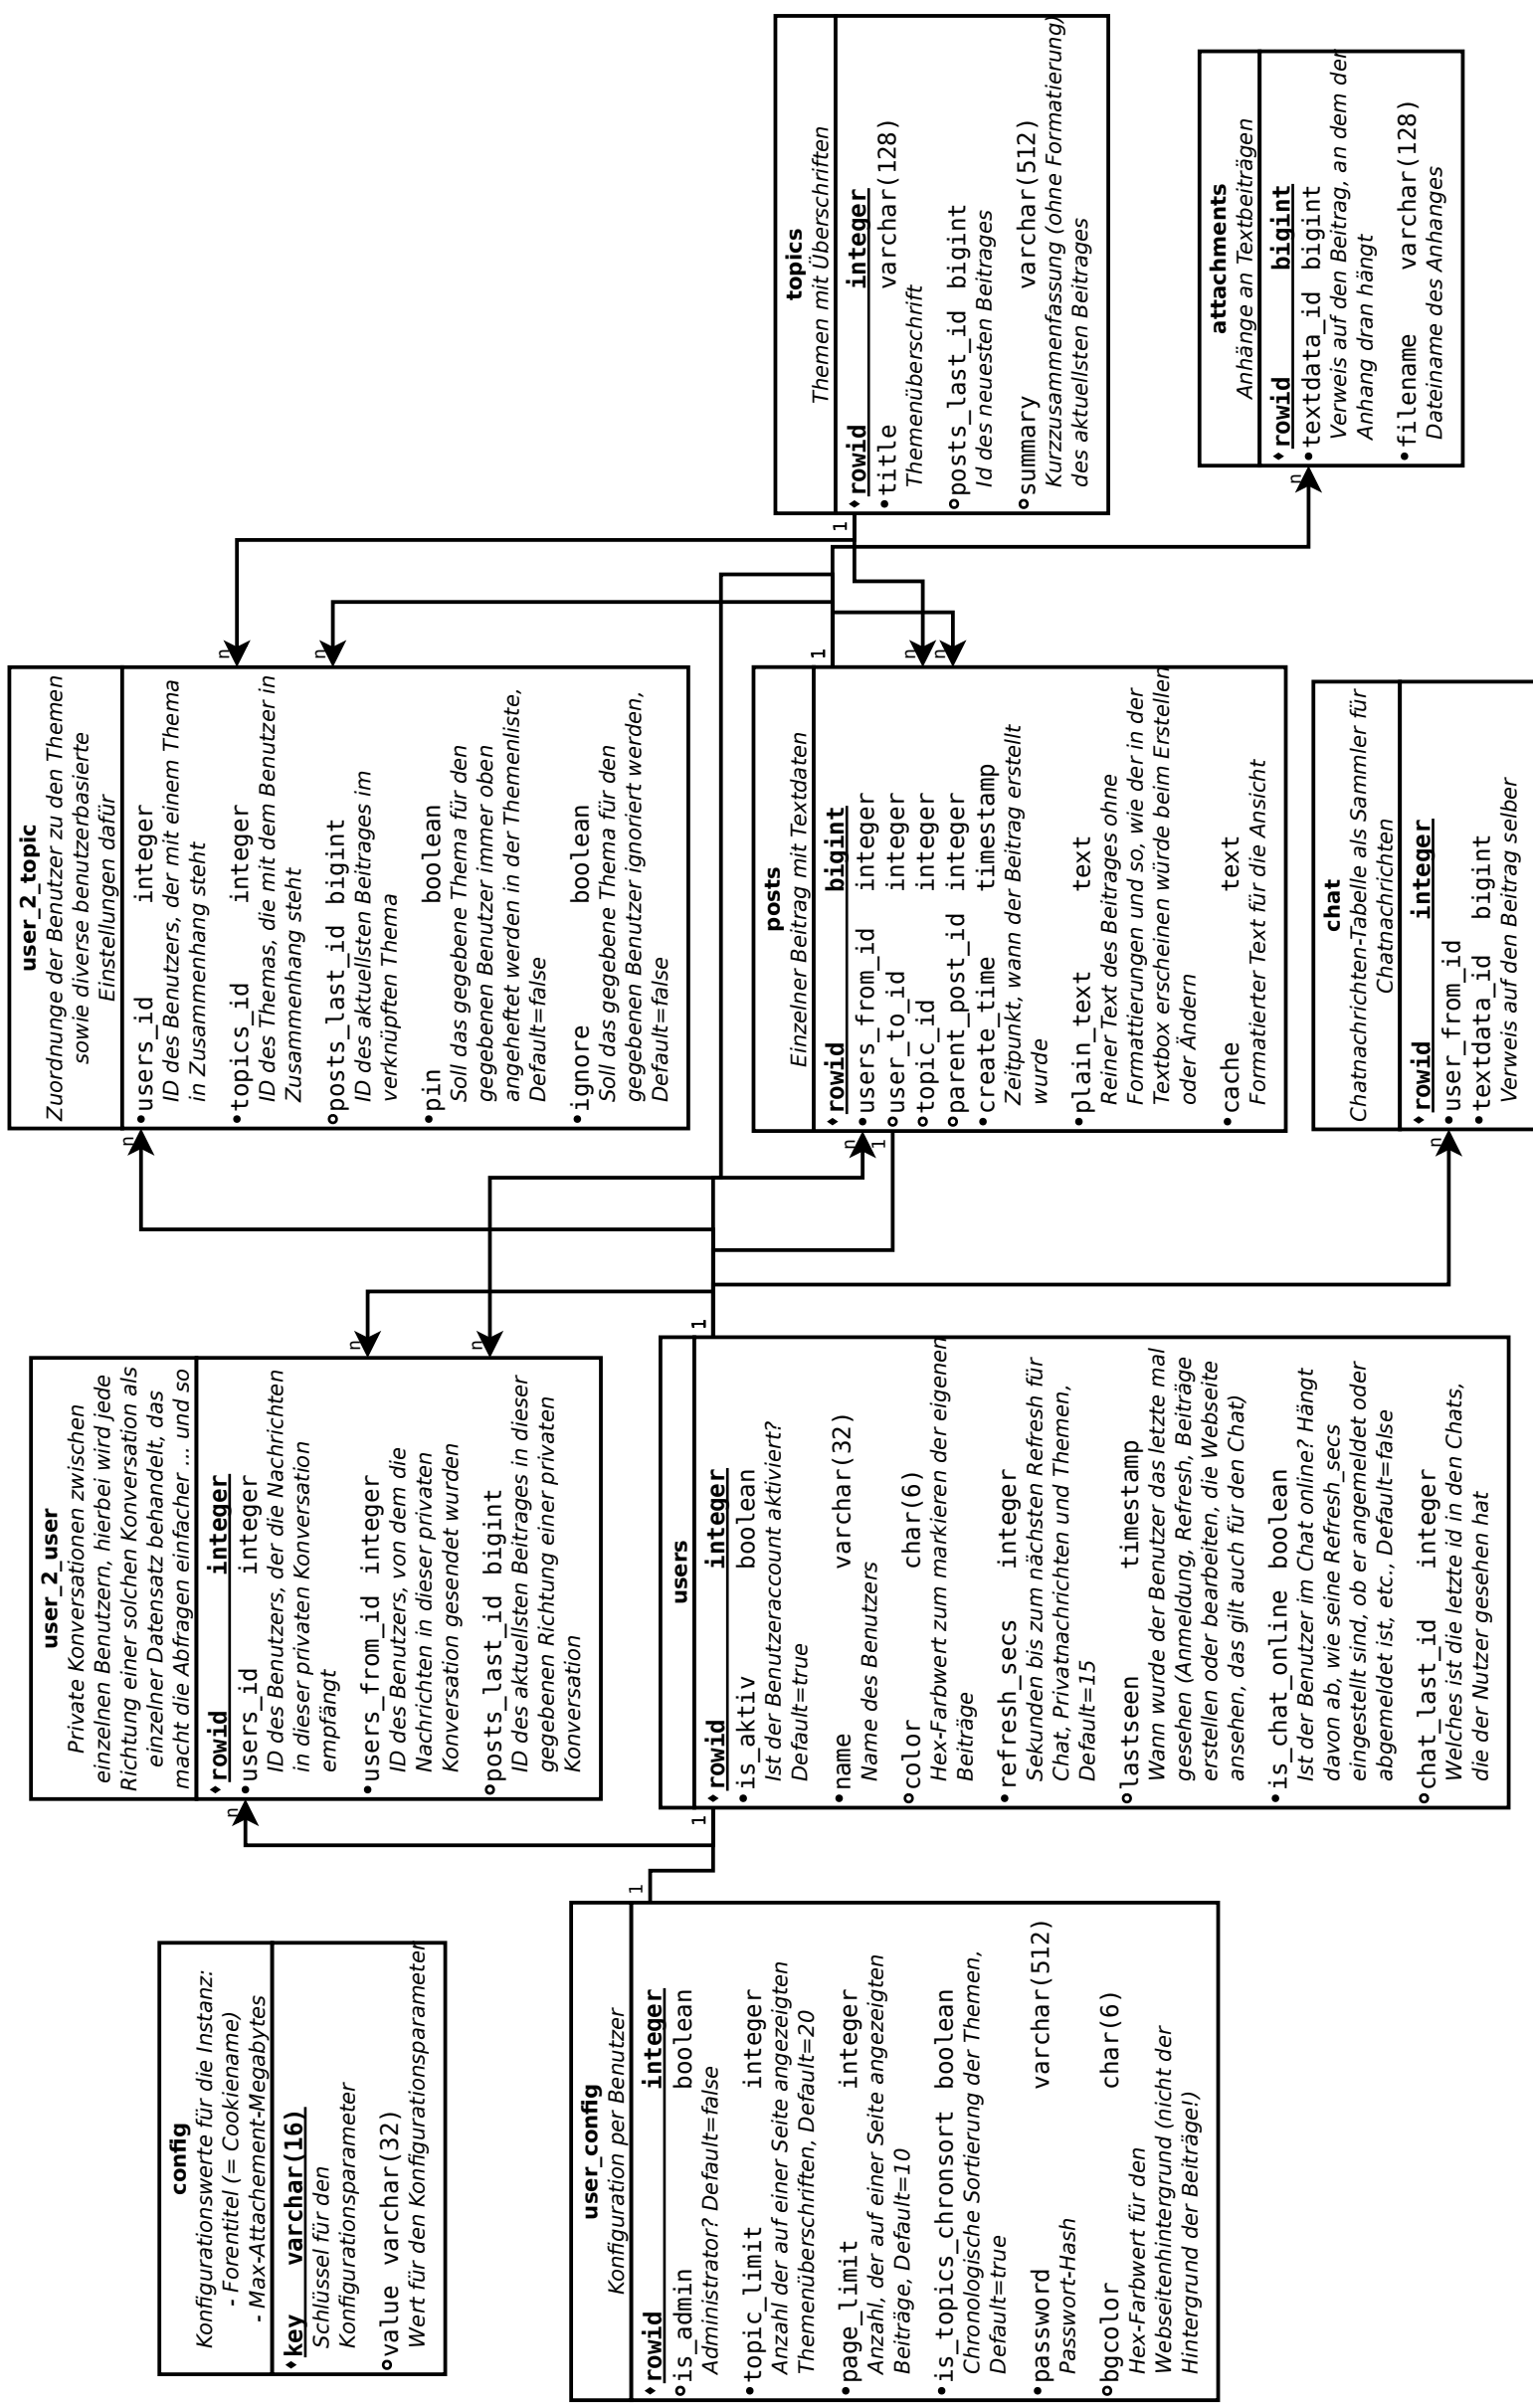 config
Konfigurationswerte für die Instanz:
- Forentitel (= Cookiename)
- Max-Attachement-Megabytes
key varchar(16)
Schlüssel für den
Konfigurationsparameter
value varchar(32)
Wert für den Konfigurationsparameter
user_2_user
Private Konversationen zwischen
einzelnen Benutzern, hierbei wird jede
Richtung einer solchen Konversation als
einzelner Datensatz behandelt, das
macht die Abfragen einfacher ... und so
rowid integer
users_id integer
ID des Benutzers, der die Nachrichten
in dieser privaten Konversation
empfängt
users_from_id integer
ID des Benutzers, von dem die
Nachrichten in dieser privaten
Konversation gesendet wurden
posts_last_id bigint
ID des aktuellsten Beitrages in dieser
gegebenen Richtung einer privaten
Konversation
user_2_topic
Zuordnunge der Benutzer zu den Themen
sowie diverse benutzerbasierte
Einstellungen dafür
users_id integer
ID des Benutzers, der mit einem Thema
in Zusammenhang steht
topics_id integer
ID des Themas, die mit dem Benutzer in
Zusammenhang steht
posts_last_id bigint
ID des aktuellsten Beitrages im
verknüpften Thema
pin boolean
Soll das gegebene Thema für den
gegebenen Benutzer immer oben
angeheftet werden in der Themenliste,
Default=false
ignore boolean
Soll das gegebene Thema für den
gegebenen Benutzer ignoriert werden,
Default=false
user_config
Konfiguration per Benutzer
rowid integer
is_admin boolean
Administrator? Default=false
topic_limit integer
Anzahl der auf einer Seite angezeigten
Themenüberschriften, Default=20
page_limit integer
Anzahl, der auf einer Seite angezeigten
Beiträge, Default=10
is_topics_chronsort boolean
Chronologische Sortierung der Themen,
Default=true
password varchar(512)
Passwort-Hash
bgcolor char(6)
Hex-Farbwert für den
Webseitenhintergrund (nicht der
Hintergrund der Beiträge!)
users
rowid integer
is_aktiv boolean
Ist der Benutzeraccount aktiviert?
Default=true
name varchar(32)
Name des Benutzers
color char(6)
Hex-Farbwert zum markieren der eigenen
Beiträge
refresh_secs integer
Sekunden bis zum nächsten Refresh für
Chat, Privatnachrichten und Themen,
Default=15
lastseen timestamp
Wann wurde der Benutzer das letzte mal
gesehen (Anmeldung, Refresh, Beiträge
erstellen oder bearbeiten, die Webseite
ansehen, das gilt auch für den Chat)
is_chat_online boolean
Ist der Benutzer im Chat online? Hängt
davon ab, wie seine Refresh_secs
eingestellt sind, ob er angemeldet oder
abgemeldet ist, etc., Default=false
chat_last_id integer
Welches ist die letzte id in den Chats,
die der Nutzer gesehen hat
posts
Einzelner Beitrag mit Textdaten
rowid bigint
users_from_id integer
user_to_id integer
topic_id integer
parent_post_id integer
create_time timestamp
Zeitpunkt, wann der Beitrag erstellt
wurde
plain_text text
Reiner Text des Beitrages ohne
Formattierungen und so, wie der in der
Textbox erscheinen würde beim Erstellen
oder Ändern
cache text
Formatierter Text für die Ansicht
topics
Themen mit Überschriften
rowid integer
title varchar(128)
Themenüberschrift
posts_last_id bigint
Id des neuesten Beitrages
summary varchar(512)
Kurzzusammenfassung (ohne Formatierung)
des aktuellsten Beitrages
attachments
Anhänge an Textbeiträgen
rowid bigint
textdata_id bigint
Verweis auf den Beitrag, an dem der
Anhang dran hängt
filename varchar(128)
Dateiname des Anhanges
chat
Chatnachrichten-Tabelle als Sammler für
Chatnachrichten
rowid integer
user_from_id
textdata_id bigint
Verweis auf den Beitrag selber
1
1
n
1
n
n
n
n
1
n
n
n
1
n
n
1
n